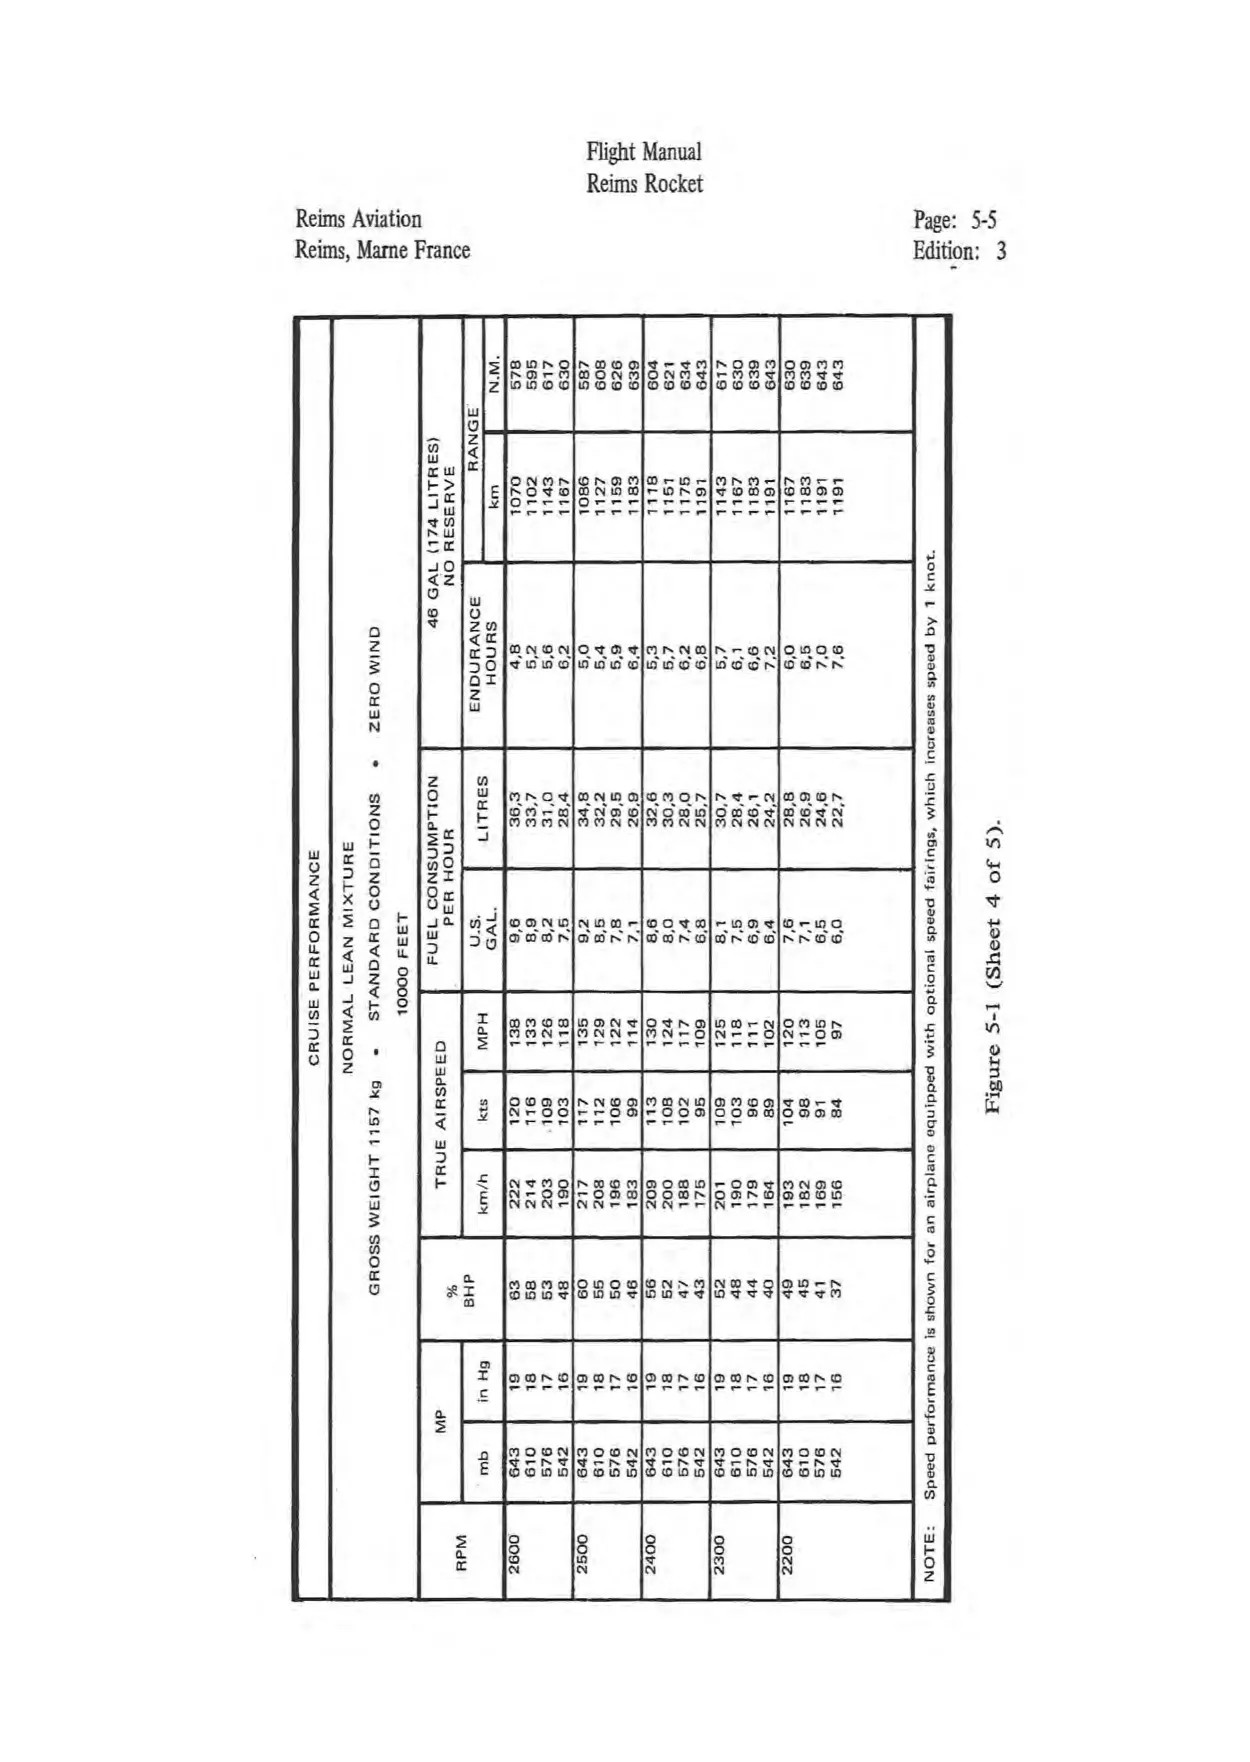 Flight Manual
Reims Rocket
Reims Aviation Page: 5-5
Reims, Marne France Edition: 3
CRUISE PERFORMANCE
NORMAL LEAN MIXTURE
GROSS WEIGHT 1157 kg • STANDARD CONDITIONS • ZERO WIND
10000 FEET
RPM MP % BHP TRUE AIRSPEED FUEL CONSUMPTION PER HOUR 46 GAL (174 LITRES) NO RESERVE
mb in Hg km/h kts MPH U.S. GAL. LITRES ENDURANCE HOURS RANGE km N.M.
2600 643 19 63 222 120 138 9,6 36,3 4,8 1070 578
610 18 58 214 116 133 8,9 33,7 5,2 1102 595
576 17 53 203 109 126 8,2 31,0 5,6 1143 617
542 16 48 190 103 118 7,5 28,4 6,2 1167 630
2500 643 19 60 217 117 135 9,2 34,8 5,0 1086 587
610 18 55 208 112 129 8,5 32,2 5,4 1127 608
576 17 50 196 106 122 7,8 29,5 5,9 1159 626
542 16 46 183 99 114 7,1 26,9 6,4 1183 639
2400 643 19 56 209 113 130 8,6 32,6 5,3 1118 604
610 18 52 200 108 124 8,0 30,3 5,7 1151 621
576 17 47 188 102 117 7,4 28,0 6,2 1175 634
542 16 43 175 95 109 6,8 25,7 6,8 1191 643
2300 643 19 52 201 109 125 8,1 30,7 5,7 1143 617
610 18 48 190 103 118 7,5 28,4 6,1 1167 630
576 17 44 179 96 111 6,9 26,1 6,6 1183 639
542 16 40 164 89 102 6,4 24,2 7,2 1191 643
2200 643 19 49 193 104 120 7,6 28,8 6,0 1167 630
610 18 45 182 98 113 7,1 26,9 6,5 1183 639
576 17 41 169 91 105 6,5 24,6 7,0 1191 643
542 16 37 156 84 97 6,0 22,7 7,6 1191 643
NOTE: Speed performance is shown for an airplane equipped with optional speed fairings, which increases speed by 1 knot.
Figure 5-1 (Sheet 4 of 5).